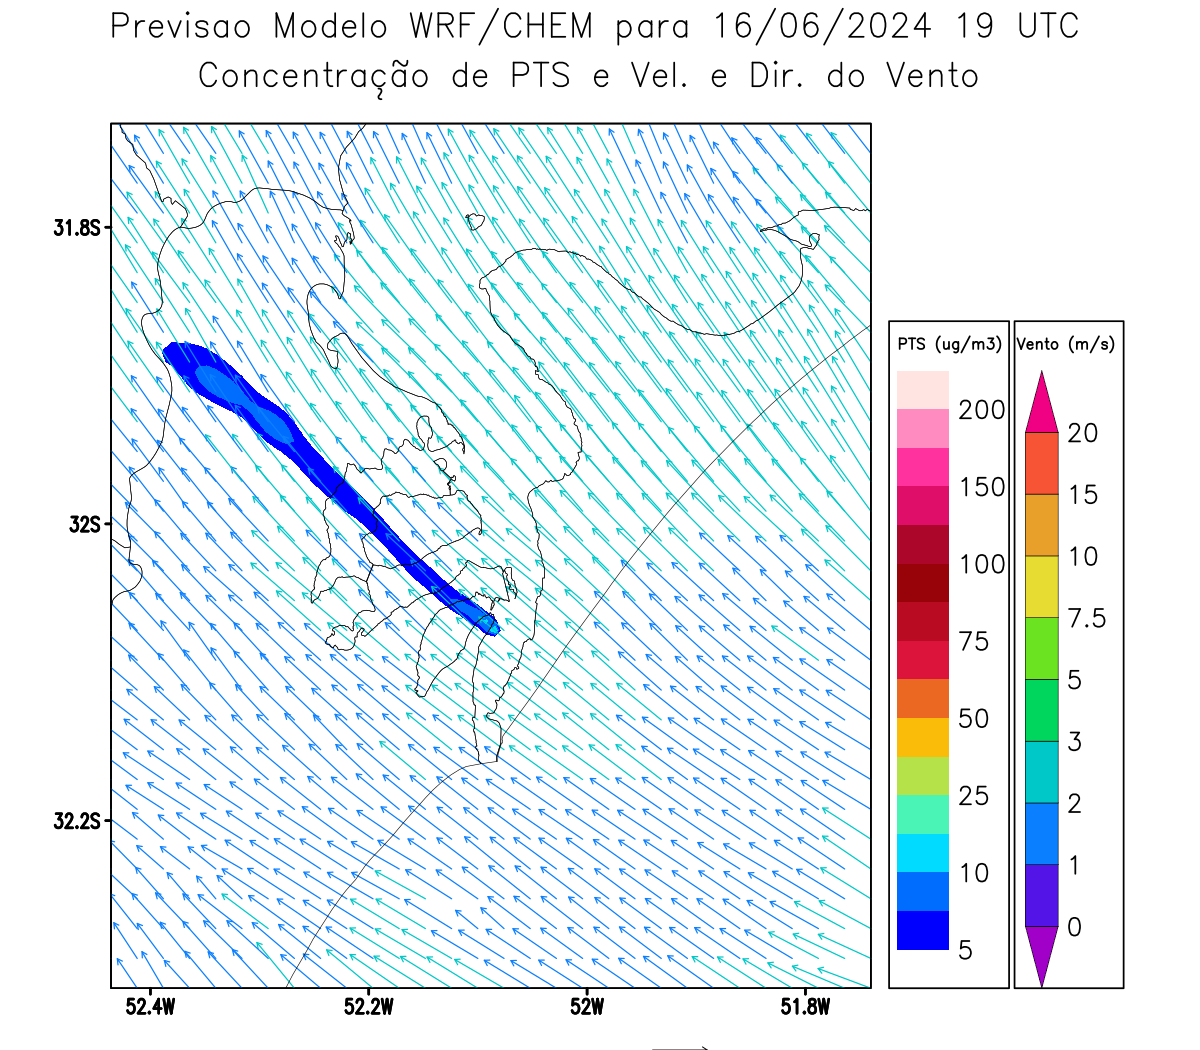 Previsao Modelo WRF/CHEM para 16/06/2024 19 UTC
Concentração de PTS e Vel. e Dir. do Vento
31.8S
32S
32.2S
52.4W 52.2W 52W 51.8W
PTS (ug/m3)
200
150
100
75
50
25
10
5
Vento (m/s)
20
15
10
7.5
5
3
2
1
0